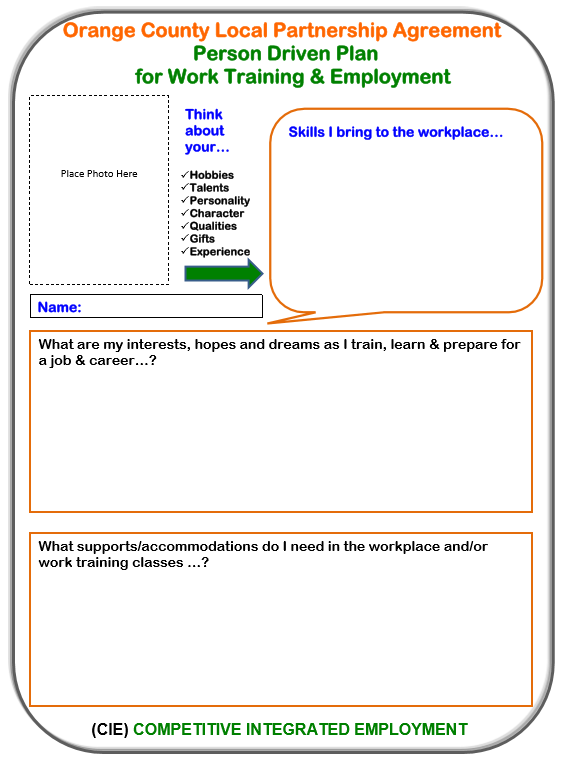 Orange County Local Partnership Agreement
Person Driven Plan
for Work Training & Employment
Place Photo Here
Think
about
your…
✓Hobbies
✓Talents
✓Personality
✓Character
✓Qualities
✓Gifts
✓Experience
Skills I bring to the workplace…
Name:
What are my interests, hopes and dreams as I train, learn & prepare for
a job & career…?
What supports/accommodations do I need in the workplace and/or
work training classes …?
(CIE) COMPETITIVE INTEGRATED EMPLOYMENT